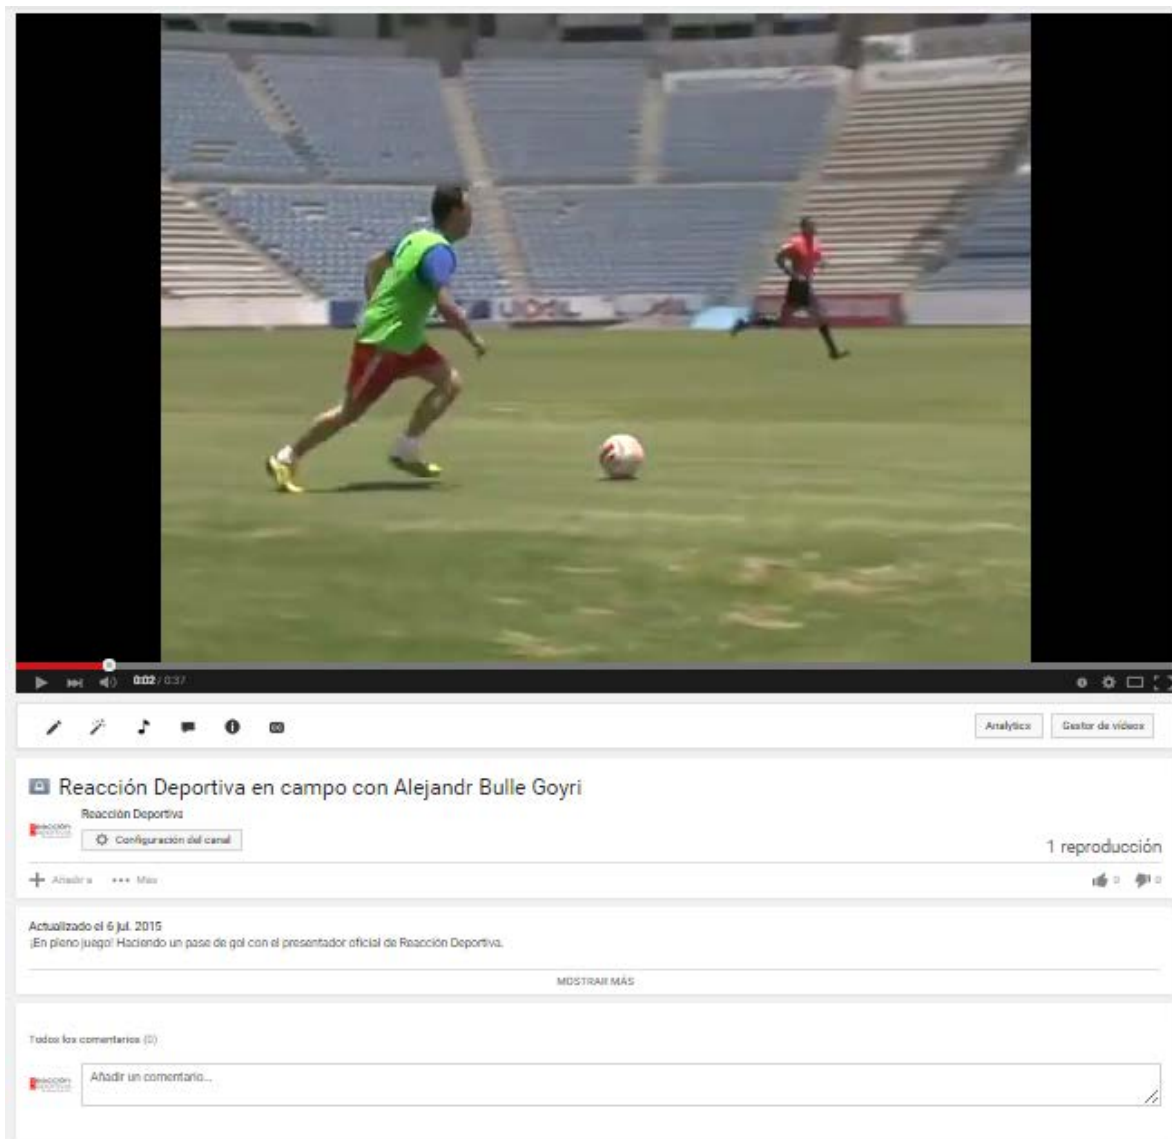 0:02 / 0:37
Analytics
Gestor de vídeos
Reacción Deportiva en campo con Alejandr Bulle Goyri
Reacción Deportiva
Reacción
Configuración del canal
1 reproducción
Añadir a
Más
0
0
Actualizado el 6 jul. 2015
¡En pleno juego! Haciendo un pase de gol con el presentador oficial de Reacción Deportiva.
MOSTRAR MÁS
Todos los comentarios (0)
Reacción
Añadir un comentario...